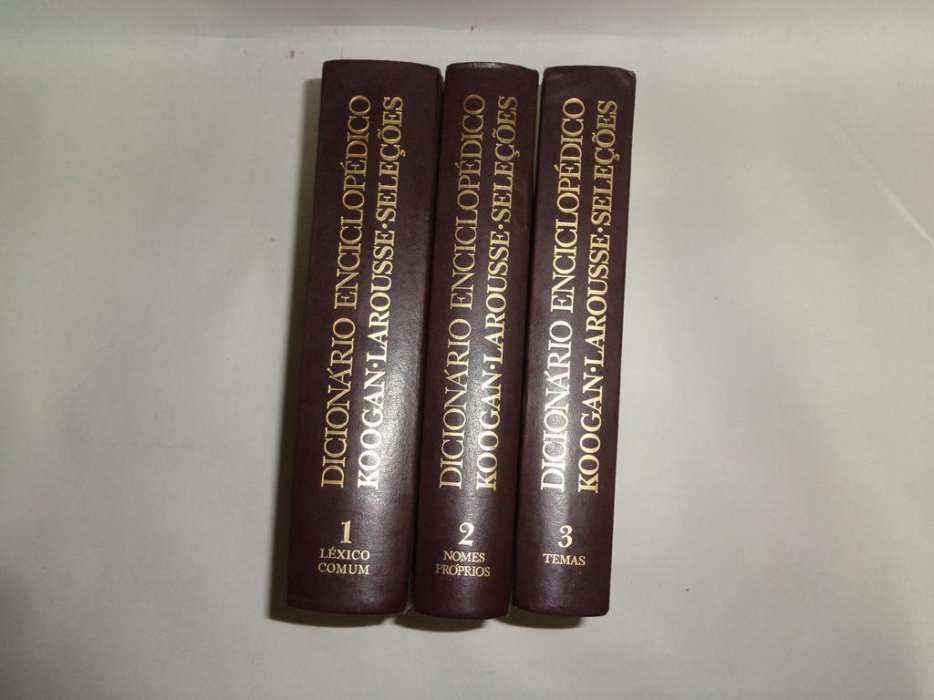 DICIONÁRIO ENCICLOPÉDICO
KOOGAN·LAROUSSE·SELEÇÕES
1
LÉXICO
COMUM
DICIONÁRIO ENCICLOPÉDICO
KOOGAN·LAROUSSE·SELEÇÕES
2
NOMES
PRÓPRIOS
DICIONÁRIO ENCICLOPÉDICO
KOOGAN·LAROUSSE·SELEÇÕES
3
TEMAS